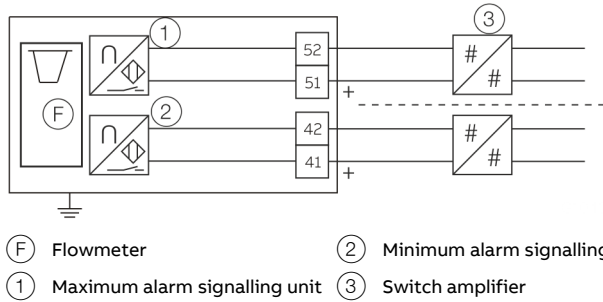 1
3
52
#
#
51
+
F
2
42
#
#
41
+
F Flowmeter
2 Minimum alarm signalling
1 Maximum alarm signalling unit
3 Switch amplifier